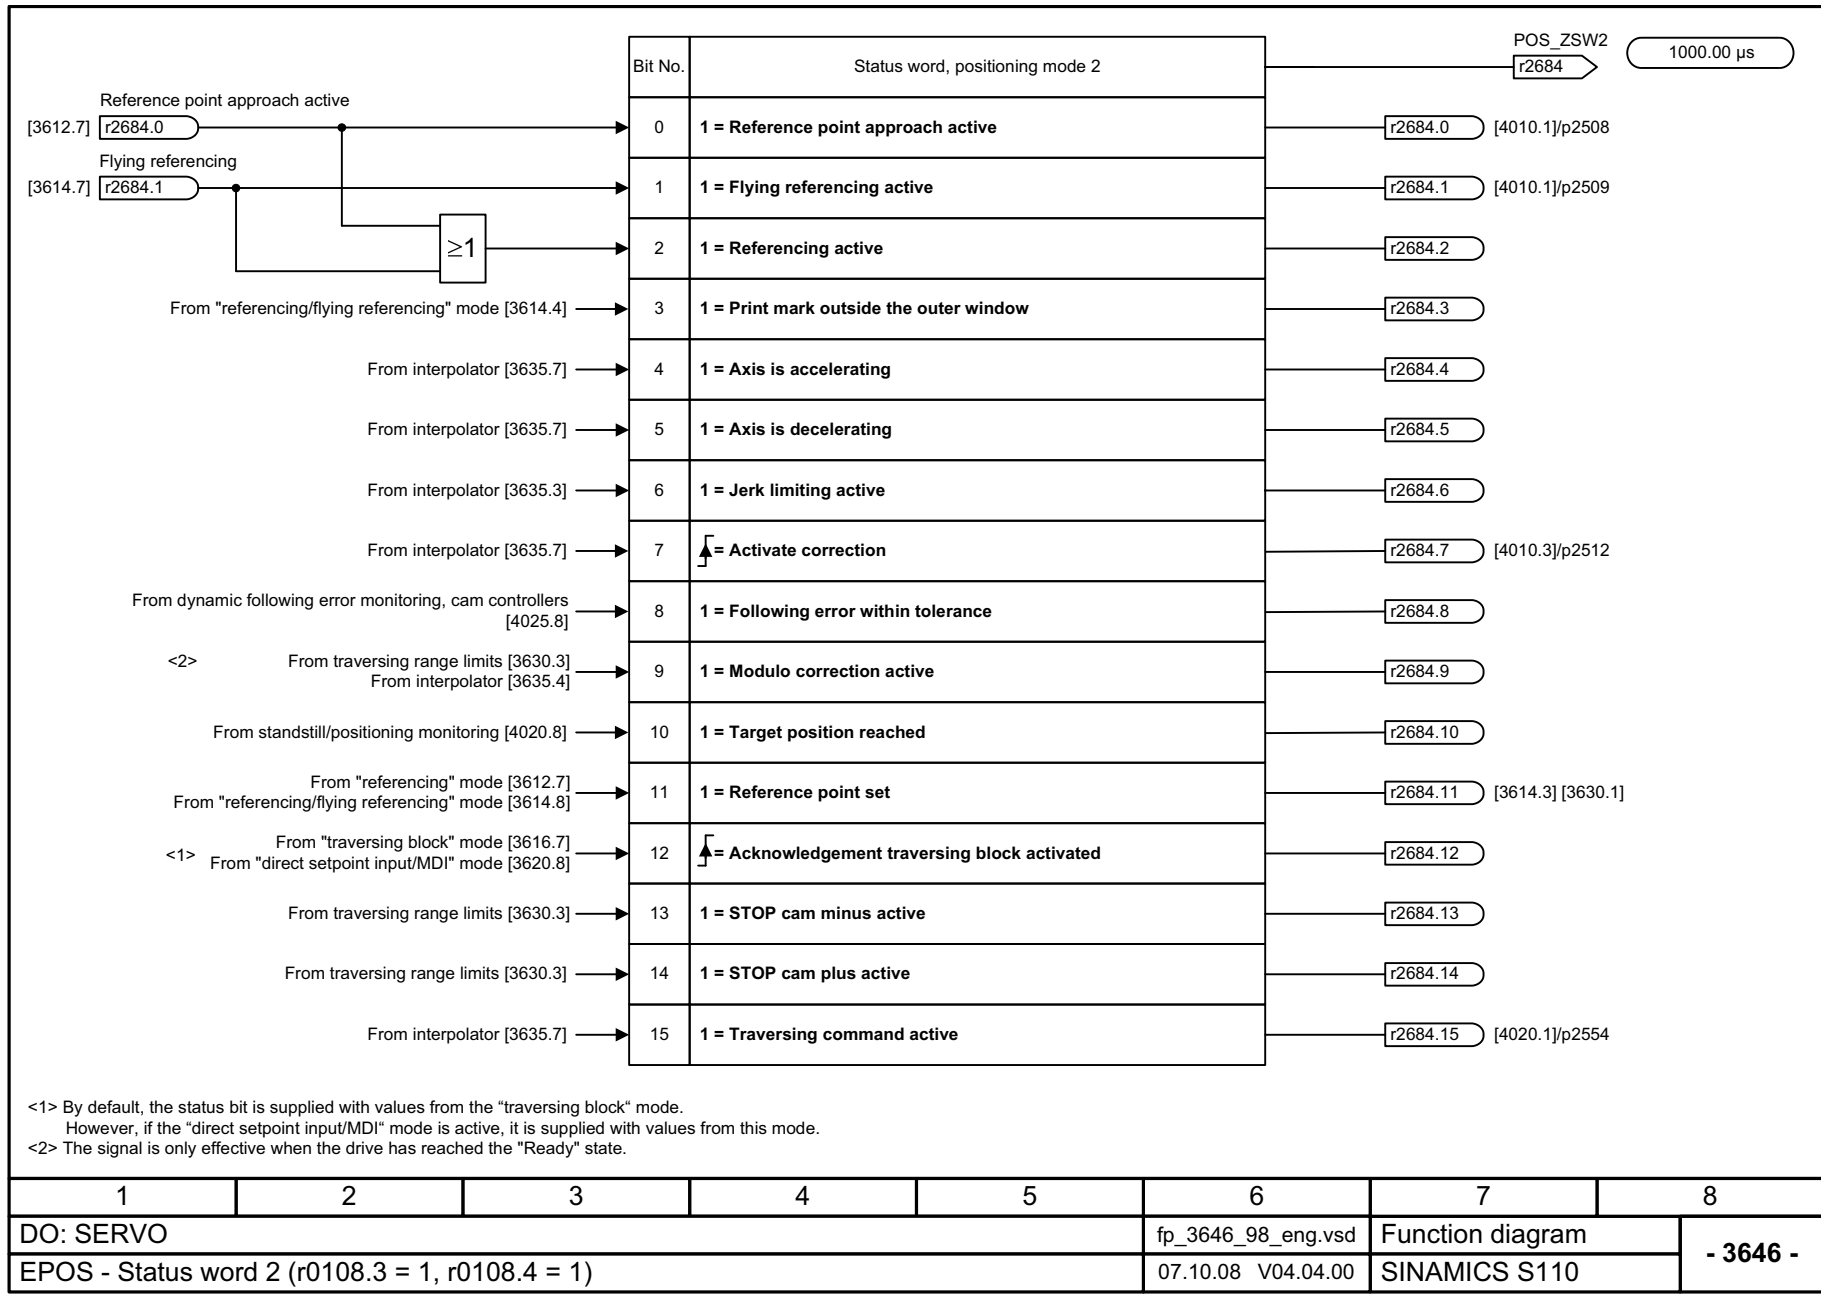 POS_ZSW2
Bit No. Status word, positioning mode 2 r2684 1000.00 µs
Reference point approach active
[3612.7] r2684.0 0 1 = Reference point approach active r2684.0 [4010.1]/p2508
Flying referencing
[3614.7] r2684.1 1 1 = Flying referencing active r2684.1 [4010.1]/p2509
≥1 2 1 = Referencing active r2684.2
From "referencing/flying referencing" mode [3614.4] 3 1 = Print mark outside the outer window r2684.3
From interpolator [3635.7] 4 1 = Axis is accelerating r2684.4
From interpolator [3635.7] 5 1 = Axis is decelerating r2684.5
From interpolator [3635.3] 6 1 = Jerk limiting active r2684.6
From interpolator [3635.7] 7 = Activate correction r2684.7 [4010.3]/p2512
From dynamic following error monitoring, cam controllers
[4025.8] 8 1 = Following error within tolerance r2684.8
<2> From traversing range limits [3630.3]
From interpolator [3635.4] 9 1 = Modulo correction active r2684.9
From standstill/positioning monitoring [4020.8] 10 1 = Target position reached r2684.10
From "referencing" mode [3612.7]
From "referencing/flying referencing" mode [3614.8] 11 1 = Reference point set r2684.11 [3614.3] [3630.1]
From "traversing block" mode [3616.7]
<1> From "direct setpoint input/MDI" mode [3620.8] 12 = Acknowledgement traversing block activated r2684.12
From traversing range limits [3630.3] 13 1 = STOP cam minus active r2684.13
From traversing range limits [3630.3] 14 1 = STOP cam plus active r2684.14
From interpolator [3635.7] 15 1 = Traversing command active r2684.15 [4020.1]/p2554
<1> By default, the status bit is supplied with values from the “traversing block“ mode.
However, if the “direct setpoint input/MDI“ mode is active, it is supplied with values from this mode.
<2> The signal is only effective when the drive has reached the "Ready" state.
1 2 3 4 5 6 7 8
DO: SERVO fp_3646_98_eng.vsd Function diagram - 3646 -
EPOS - Status word 2 (r0108.3 = 1, r0108.4 = 1) 07.10.08 V04.04.00 SINAMICS S110